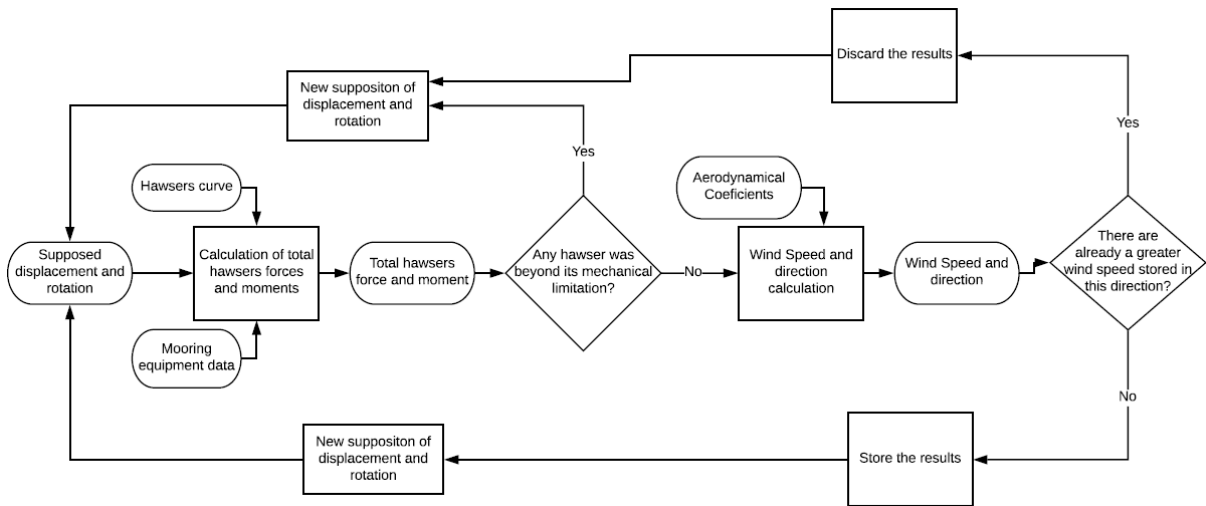 Discard the results
New suppositon of
displacement and
rotation
Yes
Yes
Hawsers curve
Aerodynamical
Coeficients
Supposed
displacement and
rotation
Calculation of total
hawsers forces
and moments
Total hawsers
force and moment
Any hawser was
beyond its mechanical
limitation?
No
Wind Speed and
direction
calculation
Wind Speed and
direction
There are
already a greater
wind speed stored in
this direction?
Mooring
equipment data
No
New suppositon of
displacement and
rotation
Store the results